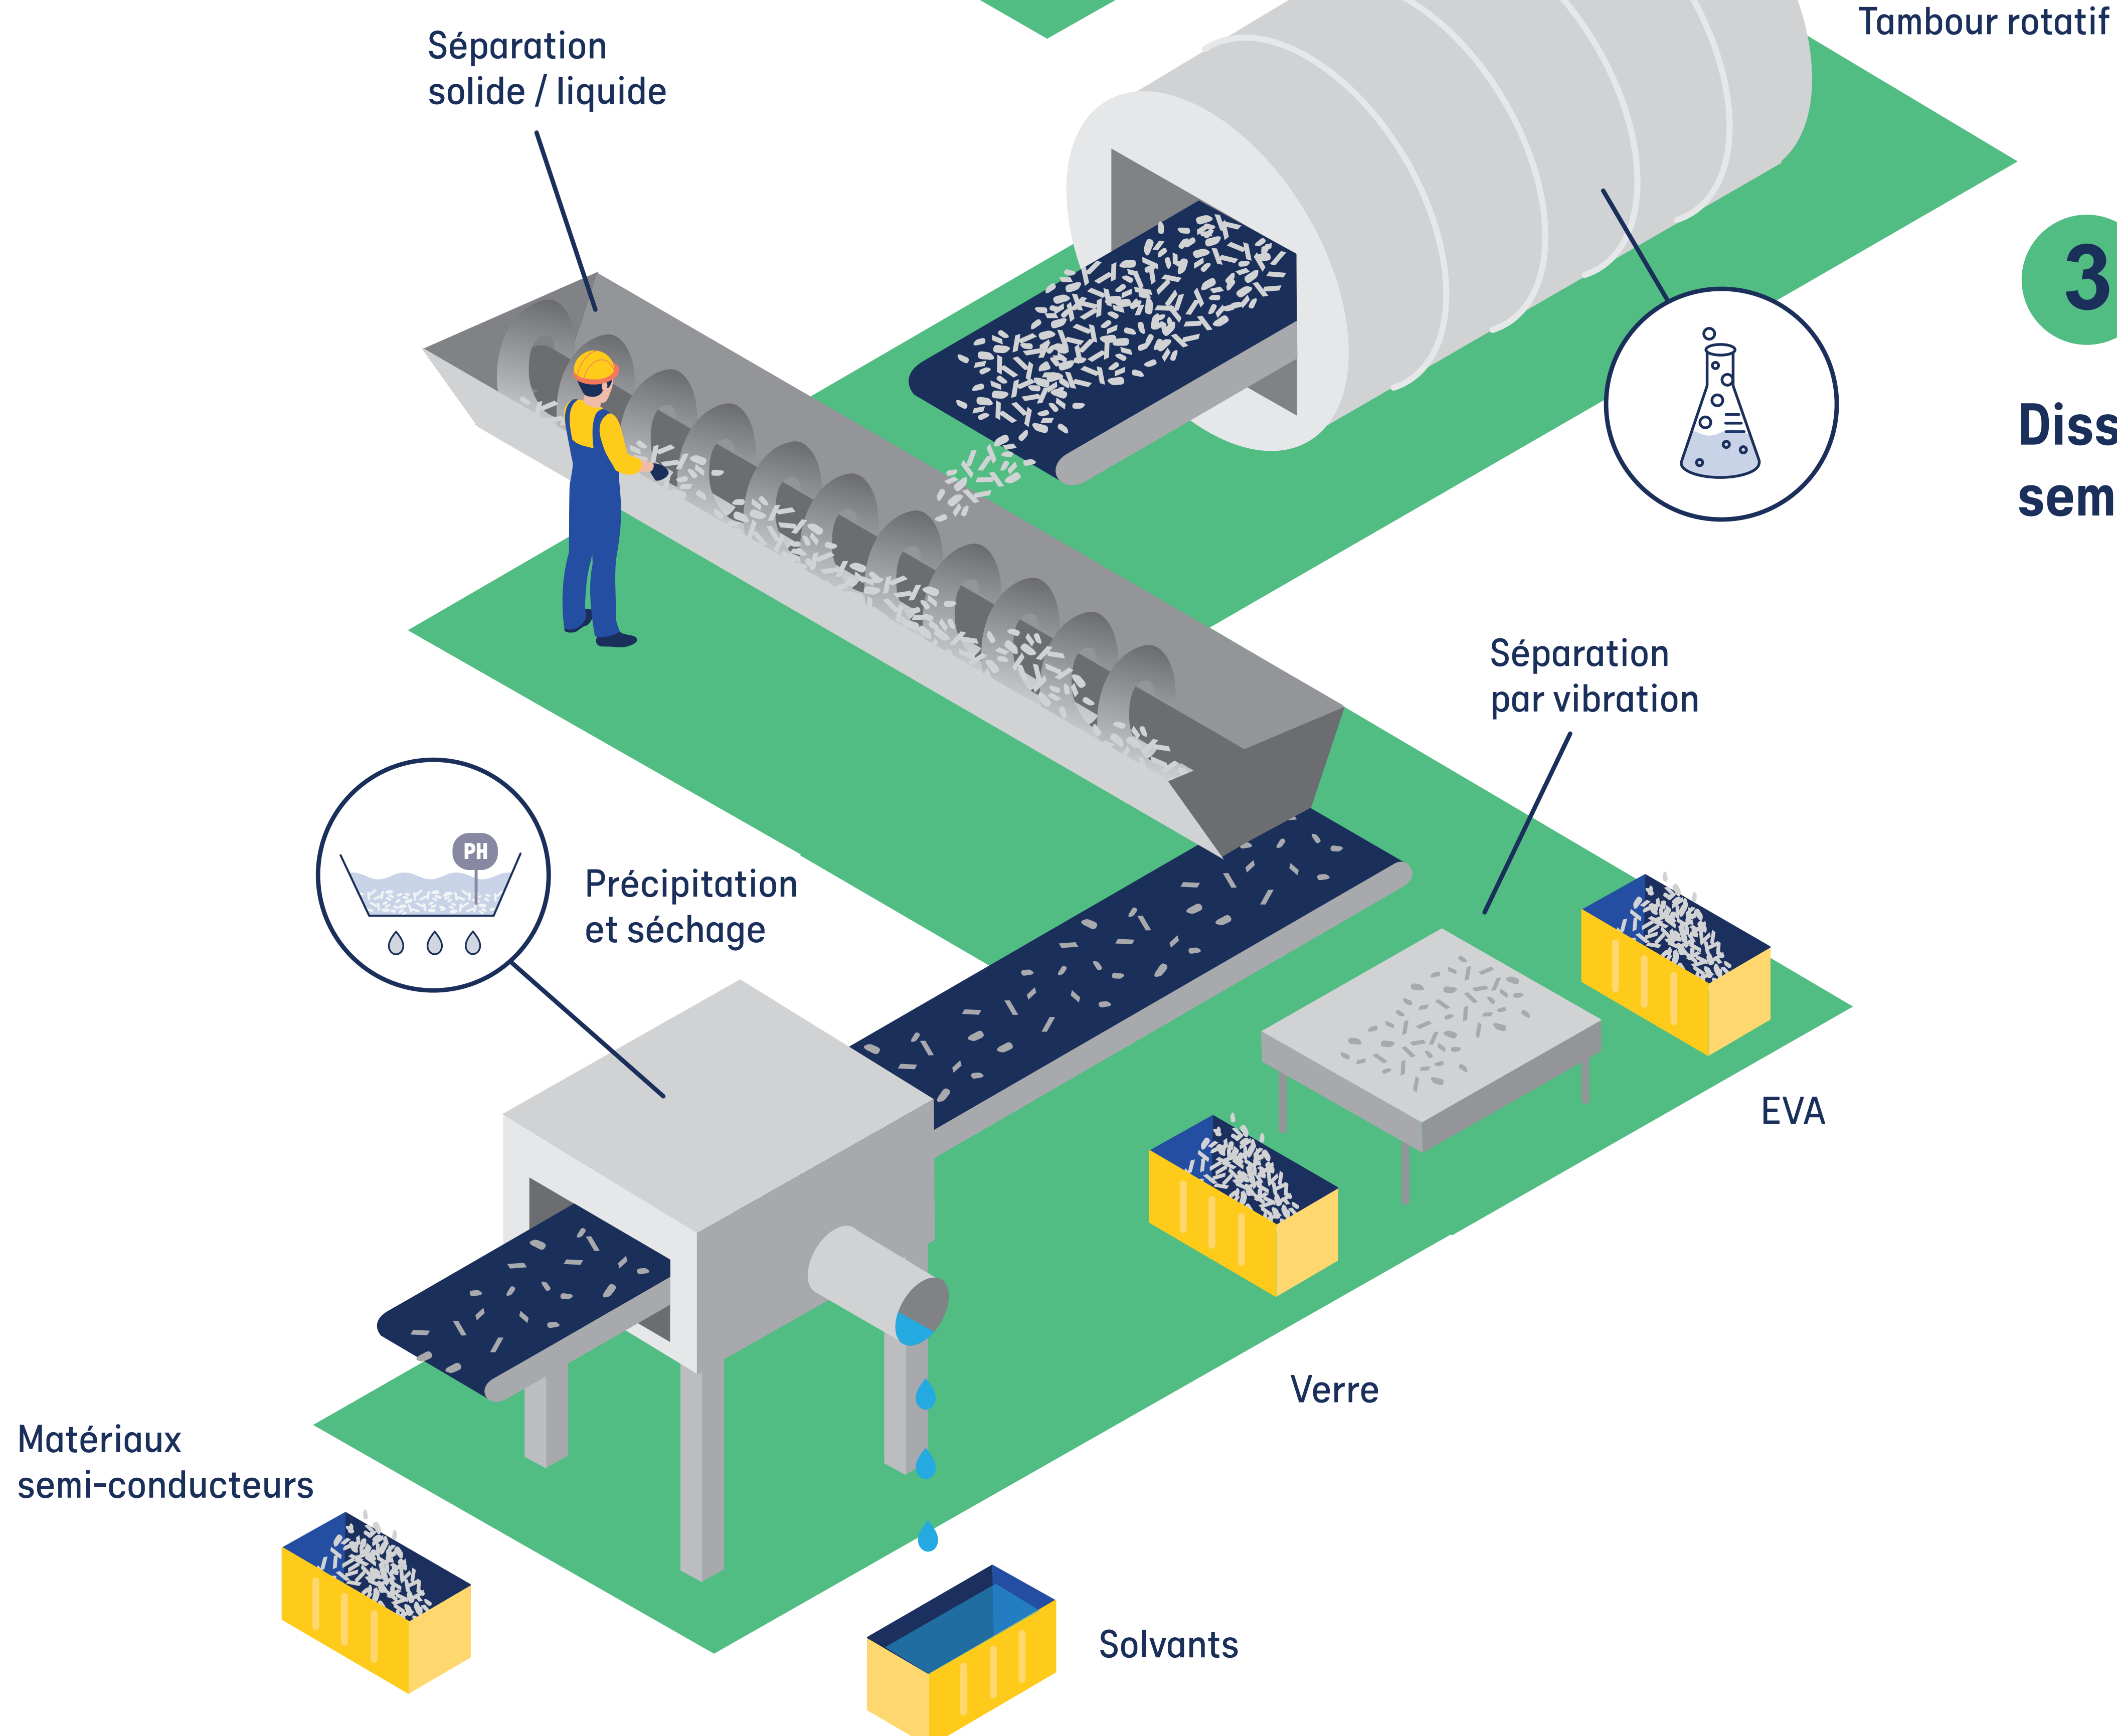 Tambour rotatif
Séparation
solide / liquide
3
Diss
sem
Séparation
par vibration
PH
Précipitation
et séchage
EVA
Verre
Matériaux
semi-conducteurs
Solvants